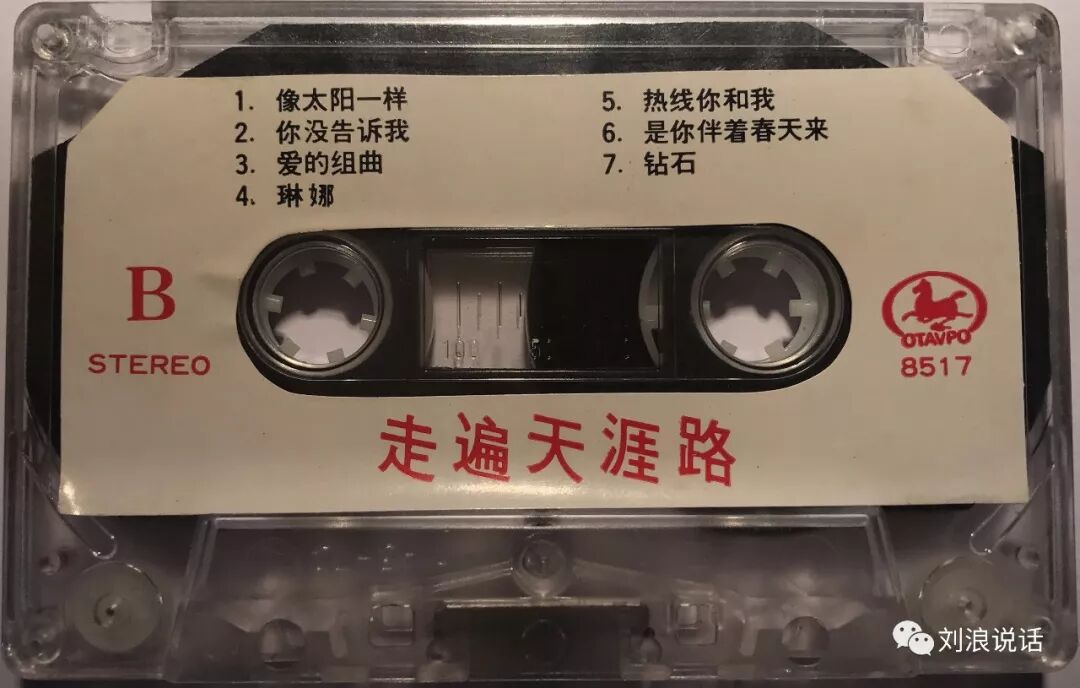 1. 像太阳一样
2. 你没告诉我
3. 爱的组曲
4. 琳娜
5. 热线你和我
6. 是你伴着春天来
7. 钻石
B
STEREO
OTAVPO
8517
100
走遍天涯路
刘浪说话